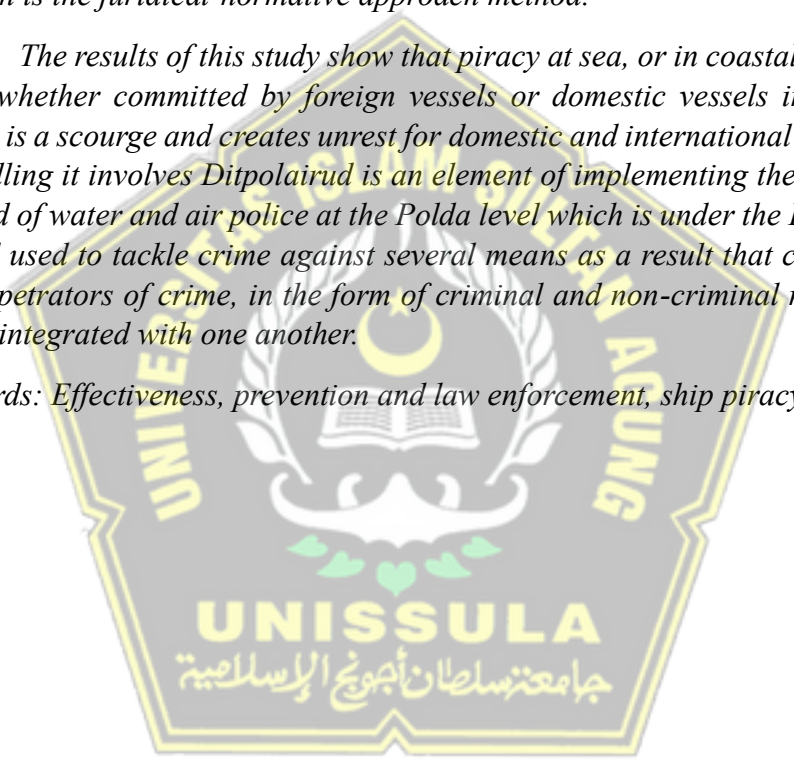 is the juridical-normative approach method.
The results of this study show that piracy at sea, or in coastal
whether committed by foreign vessels or domestic vessels
is a scourge and creates unrest for domestic and international
lling it involves Ditpolairud is an element of implementing the
d of water and air police at the Polda level which is under the
used to tackle crime against several means as a result that c
petrators of crime, in the form of criminal and non-criminal
integrated with one another.
rds: Effectiveness, prevention and law enforcement, ship piracy
UNIVERSITAS ISLAM SULTAN AGUNG
UNISSULA
جامعة سلطان أجونج الإسلامية